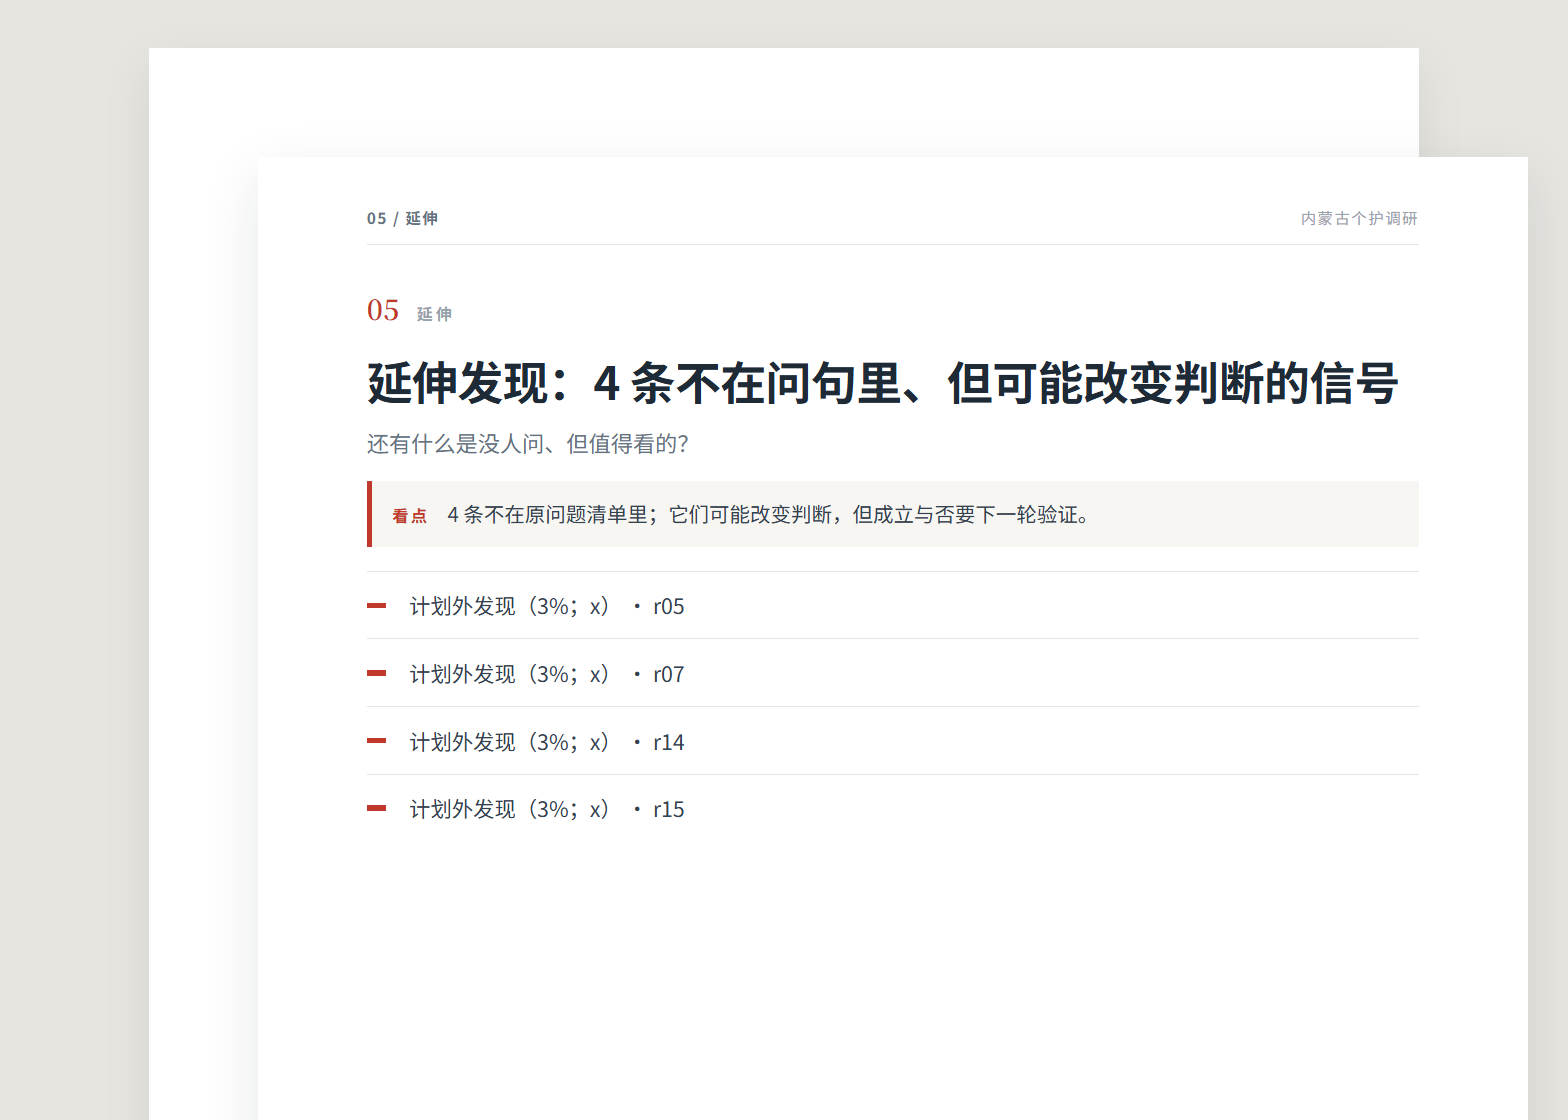 05 / 延伸
内蒙古个护调研
05 延伸
延伸发现：4 条不在问句里、但可能改变判断的信号
还有什么是没人问、但值得看的？
看点 4 条不在原问题清单里；它们可能改变判断，但成立与否要下一轮验证。
计划外发现（3%；x） · r05
计划外发现（3%；x） · r07
计划外发现（3%；x） · r14
计划外发现（3%；x） · r15